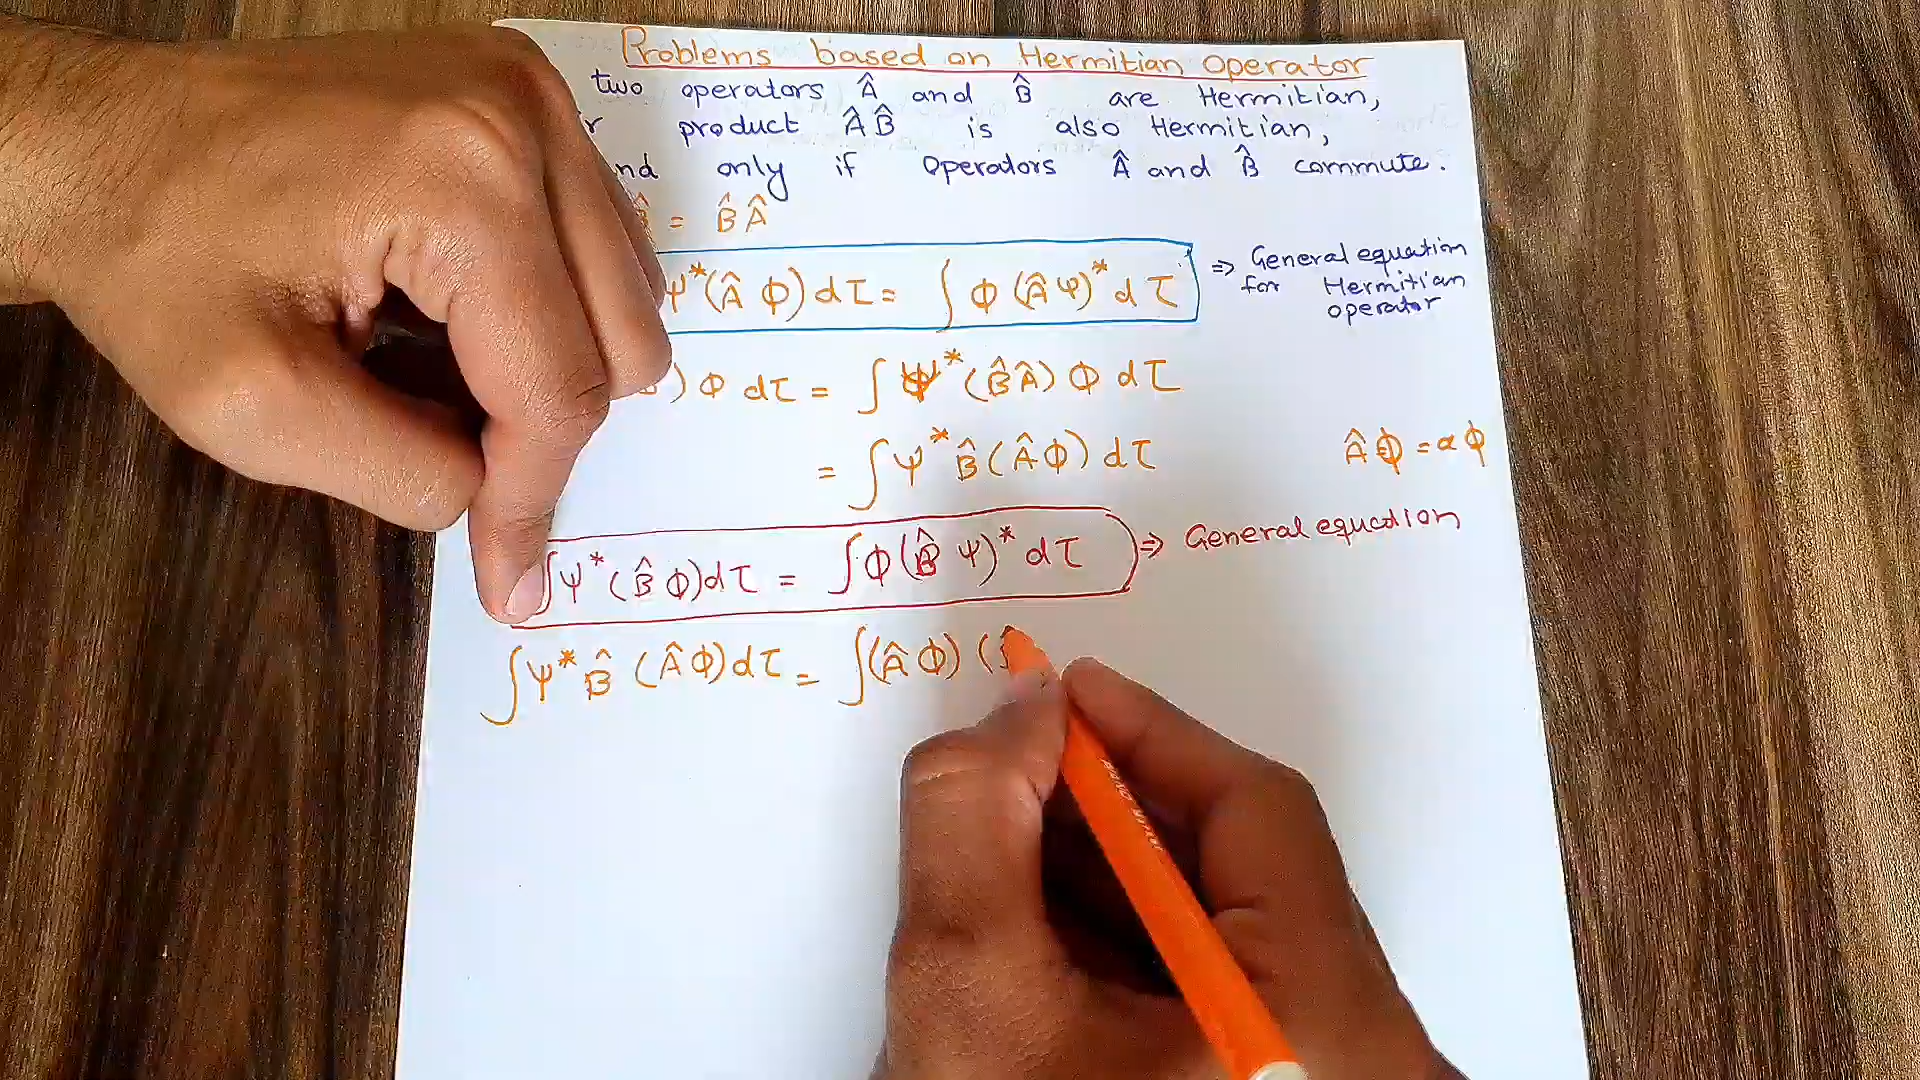 Problems based on Hermitian Operator
two operators Â and B̂ are Hermitian,
r product ÂB̂ is also Hermitian,
nd only if Operators Â and B̂ commute.
B̂ = B̂Â
ψ*(Â φ)dτ = ∫ φ (Âψ)* dτ ⇒ General equation
for Hermitian
operator
) φ dτ = ∫ ψ* (B̂Â) φ dτ
= ∫ ψ* B̂ (Âφ) dτ
Âφ = αφ
∫ψ* (B̂ φ)dτ = ∫φ(B̂ ψ)* dτ ⇒ General equation
∫ψ* B̂ (Âφ)dτ = ∫(Âφ) (